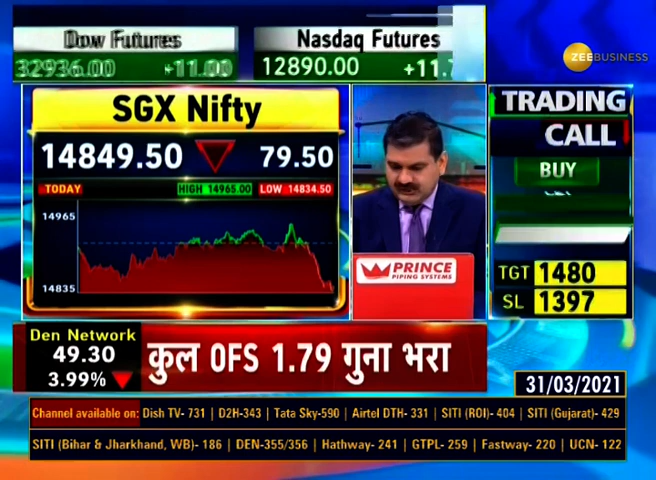 Dow Futures
32936.00 +11.00
Nasdaq Futures
12890.00
ZEE BUSINESS
SGX Nifty
14849.50 79.50
TODAY HIGH 14965.00 LOW 14834.50
14965
14835
PRINCE
PIPING SYSTEMS
TRADING
CALL
BUY
TGT 1480
SL 1397
Den Network
49.30
3.99%
कुल OFS 1.79 गुना भरा
31/03/2021
Channel available on: Dish TV- 731 | D2H-343 | Tata Sky-590 | Airtel DTH- 331 | SITI (ROI)- 404 | SITI (Gujarat)- 429
SITI (Bihar & Jharkhand, WB)- 186 | DEN-355/356 | Hathway- 241 | GTPL- 259 | Fastway- 220 | UCN- 122